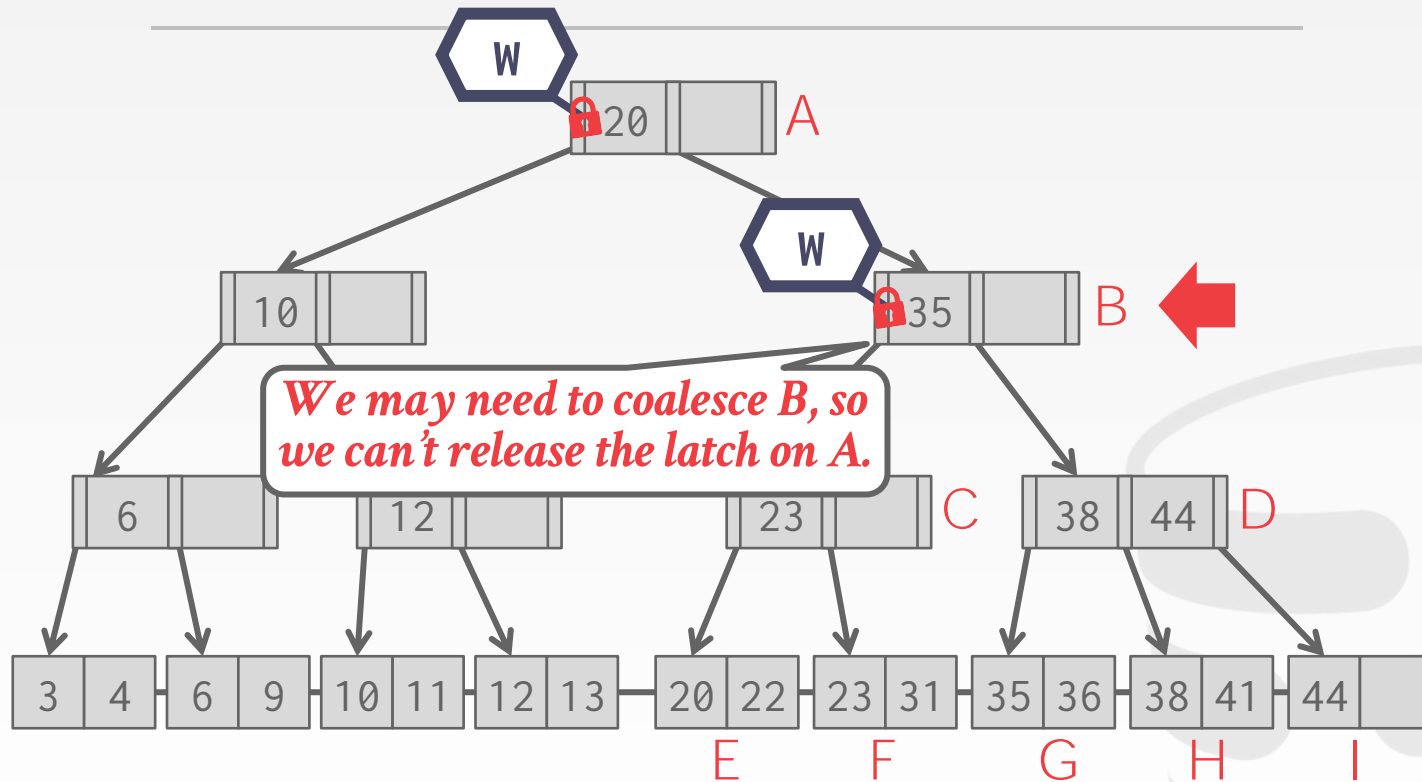 W
20 A
W
10
35 B
We may need to coalesce B, so
we can't release the latch on A.
6
12
23 C
38 44 D
3 4 6 9 10 11 12 13 20 22 23 31 35 36 38 41 44
E F G H I